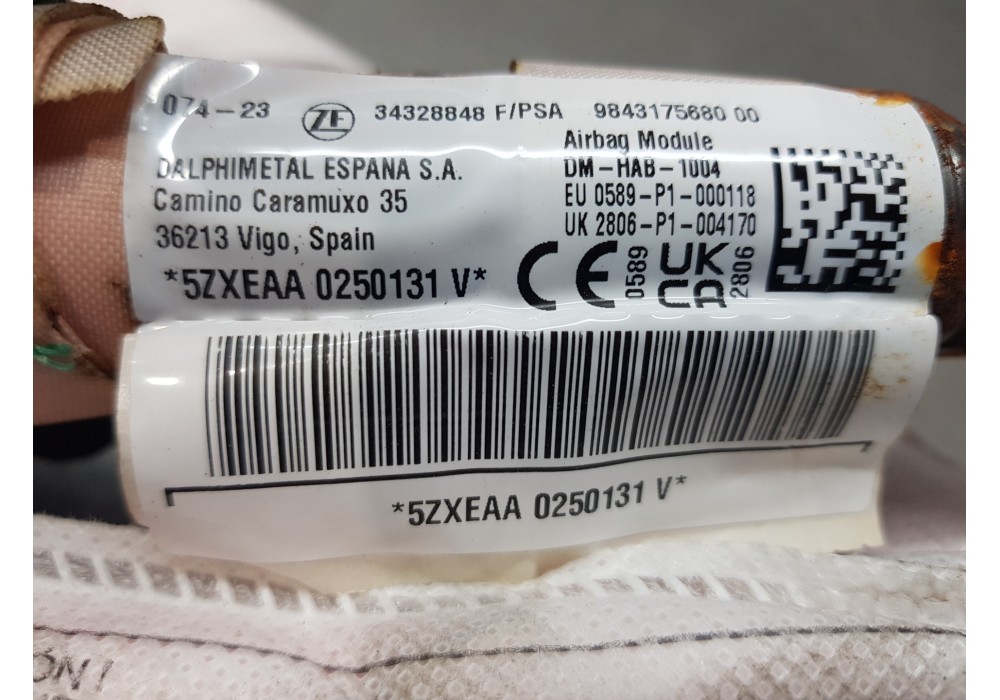 074-23 ZF 34328848 F/PSA 9843175680 00
DALPHIMETAL ESPANA S.A.
Camino Caramuxo 35
36213 Vigo, Spain
*5ZXEAA 0250131 V*
Airbag Module
DM-HAB-1004
EU 0589-P1-000118
UK 2806-P1-004170
CE 0589 UK CA 2806
*5ZXEAA 0250131 V*